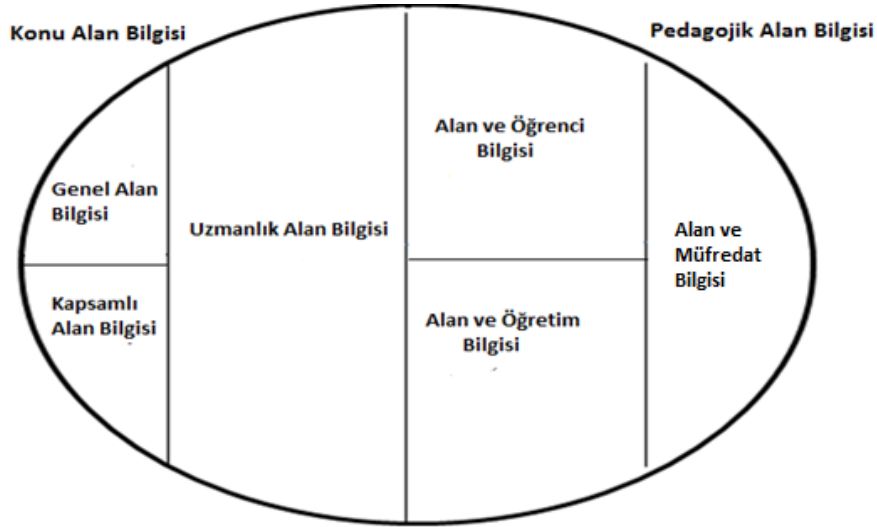 Konu Alan Bilgisi
Pedagojik Alan Bilgisi
Genel Alan
Bilgisi
Kapsamlı
Alan Bilgisi
Uzmanlık Alan Bilgisi
Alan ve Öğrenci
Bilgisi
Alan ve Öğretim
Bilgisi
Alan ve
Müfredat
Bilgisi